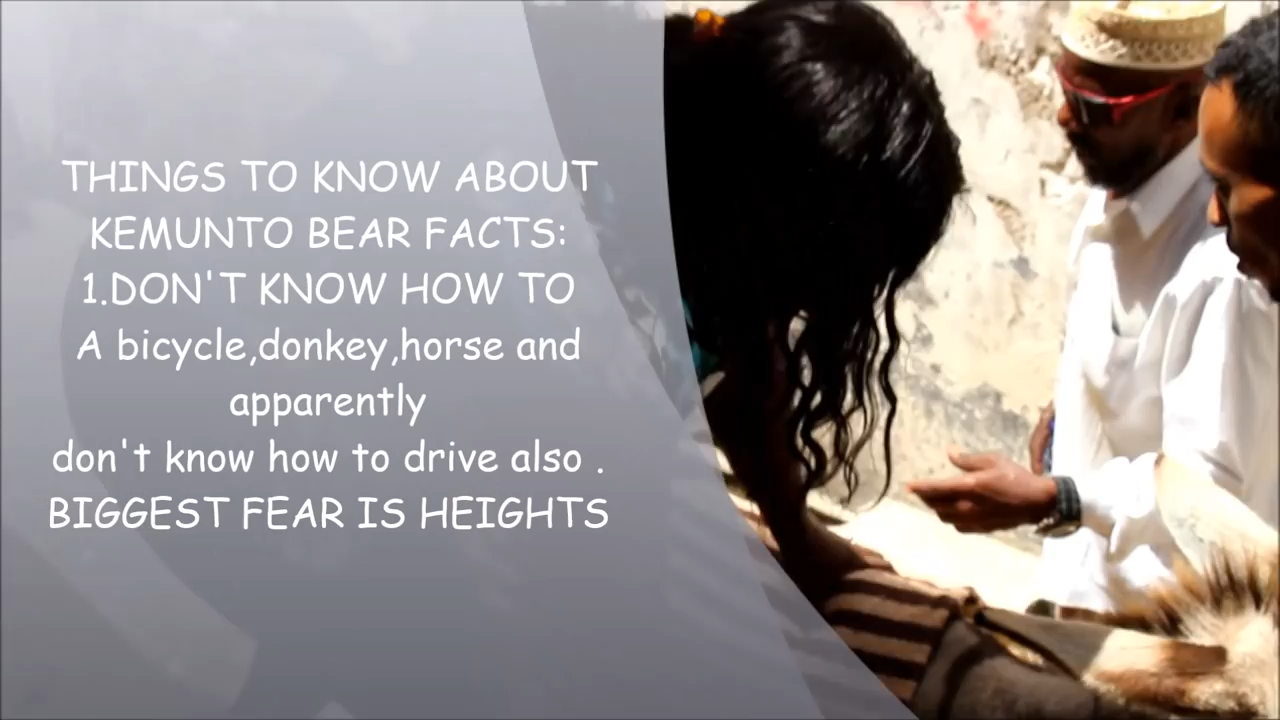 THINGS TO KNOW ABOUT
KEMUNTO BEAR FACTS:
1.DON'T KNOW HOW TO
A bicycle,donkey,horse and
apparently
don't know how to drive also .
BIGGEST FEAR IS HEIGHTS